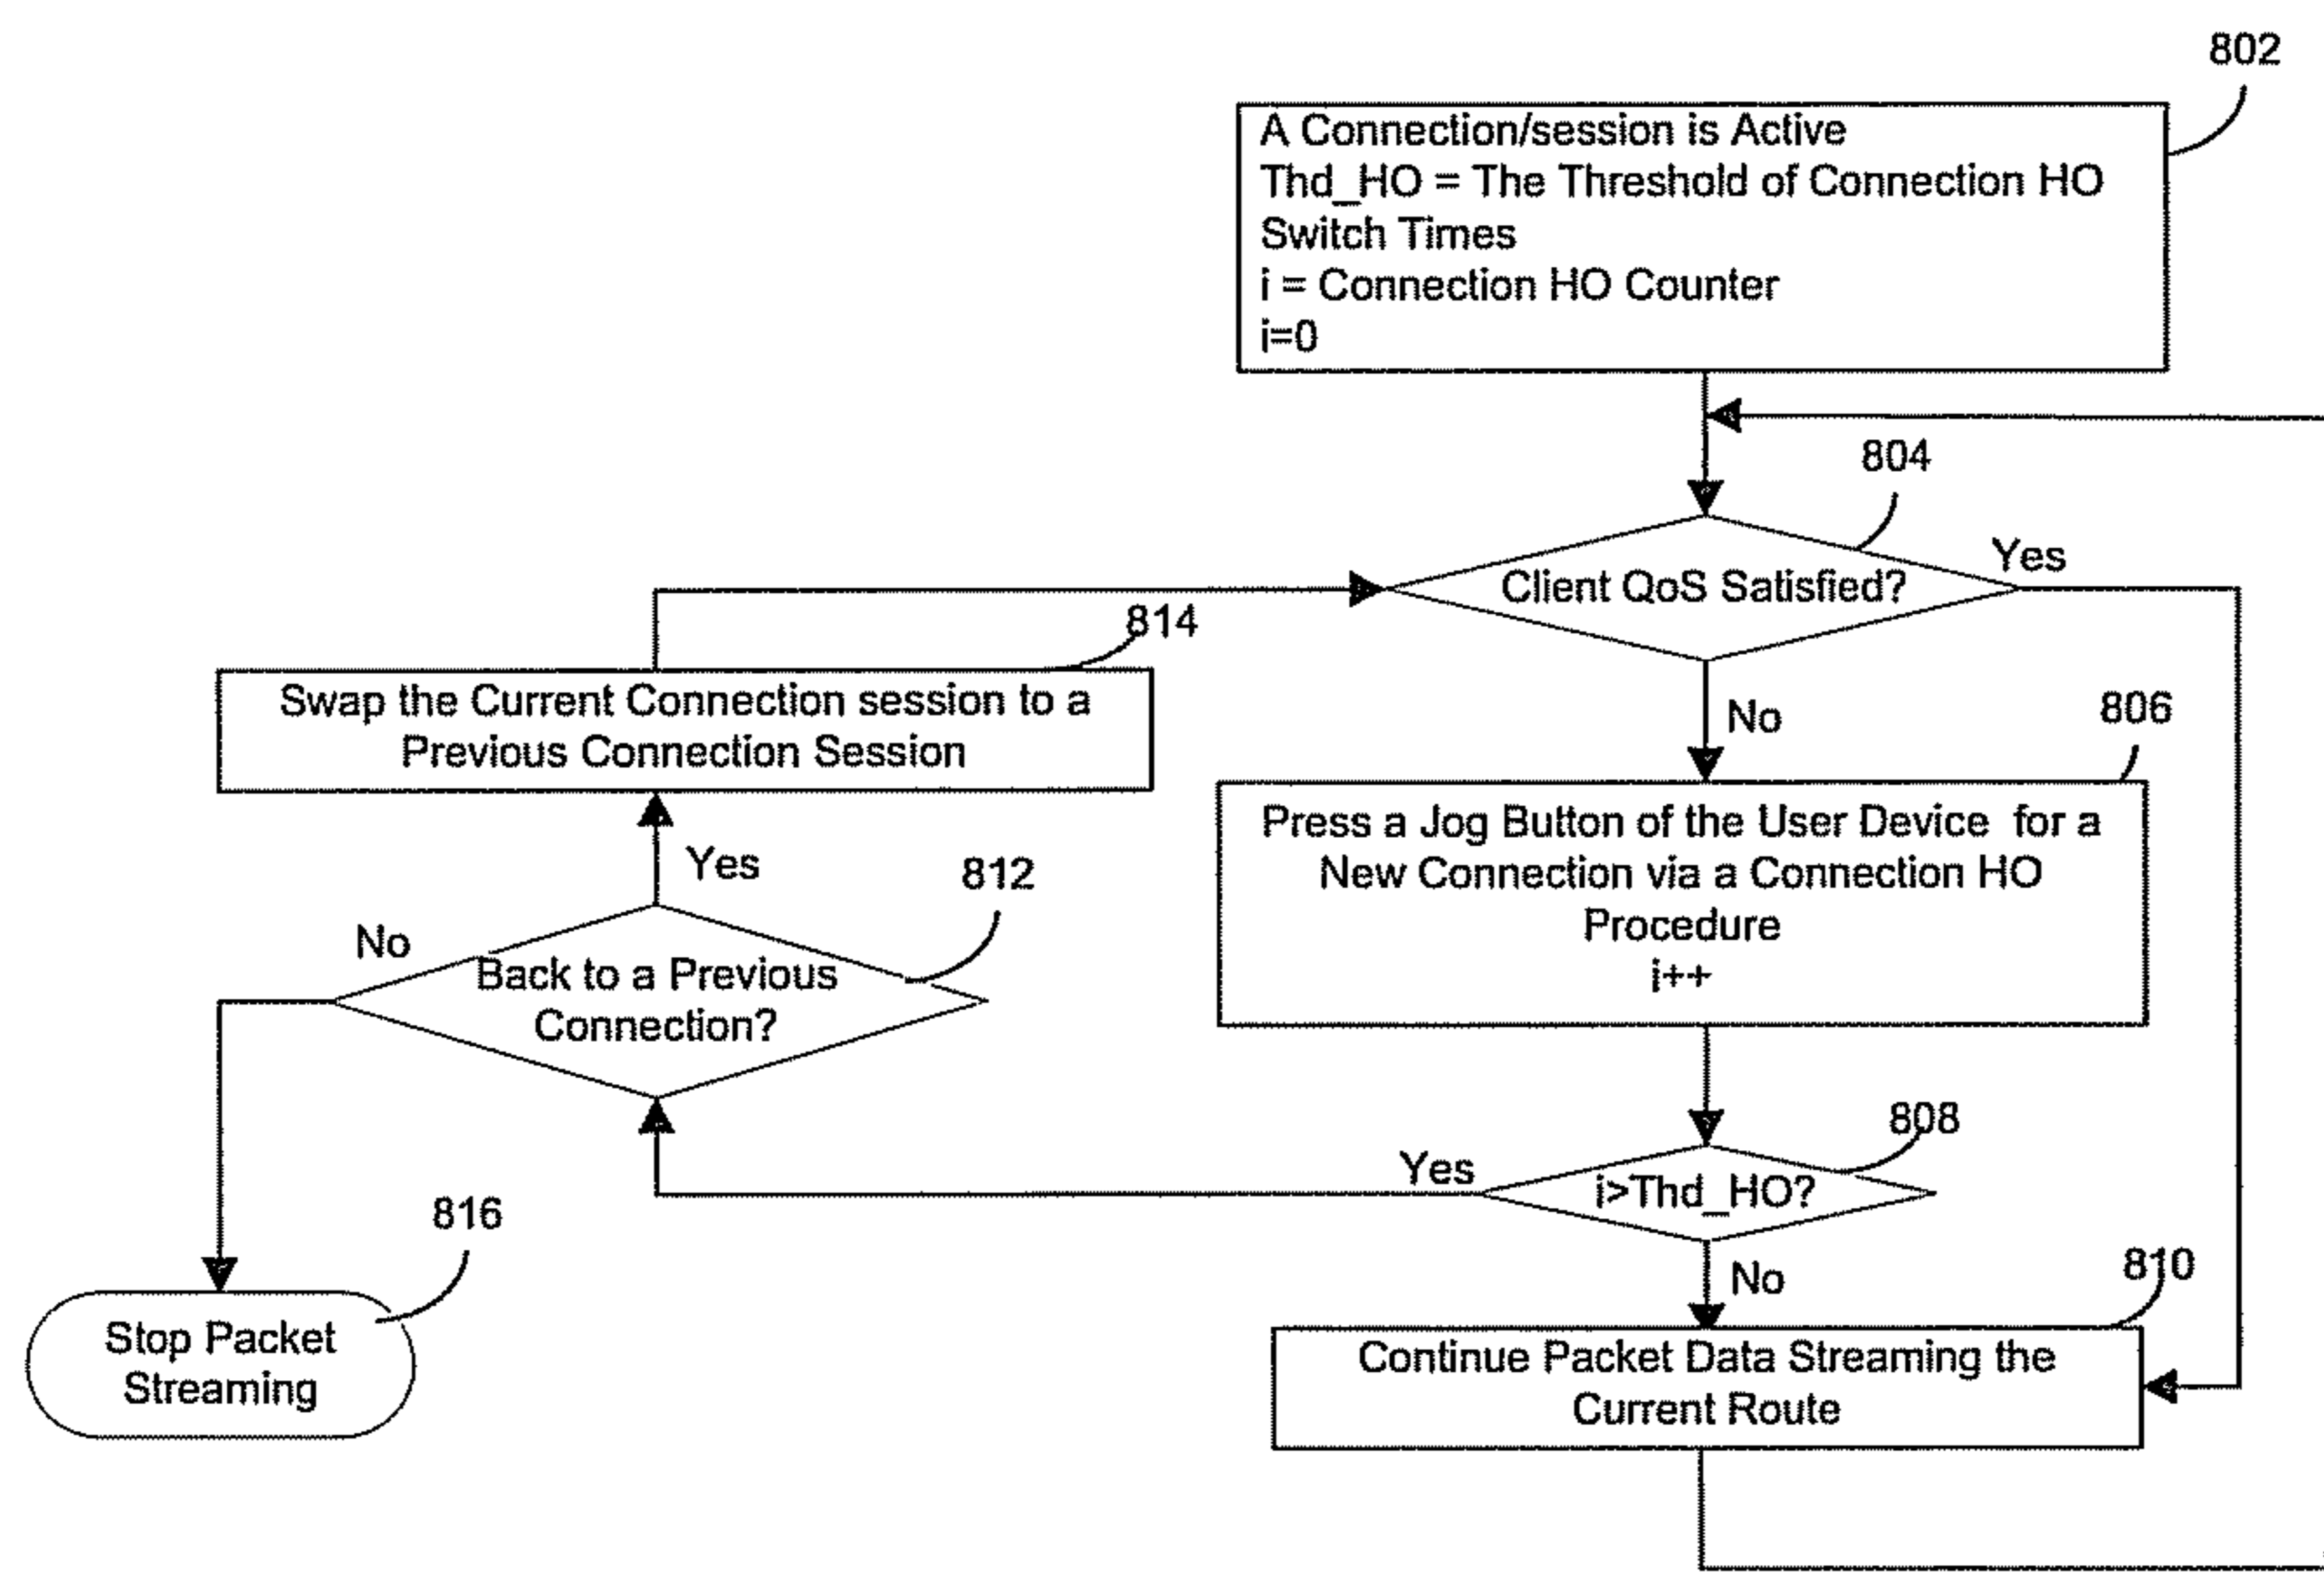 802
A Connection/session is Active
Thd_HO = The Threshold of Connection HO
Switch Times
i = Connection HO Counter
i=0
804
Yes
Client QoS Satisfied?
814
Swap the Current Connection session to a
Previous Connection Session
No
806
Press a Jog Button of the User Device for a
New Connection via a Connection HO
Procedure
i++
Yes
812
No
Back to a Previous
Connection?
808
Yes
i>Thd_HO?
816
No
810
Stop Packet
Streaming
Continue Packet Data Streaming the
Current Route